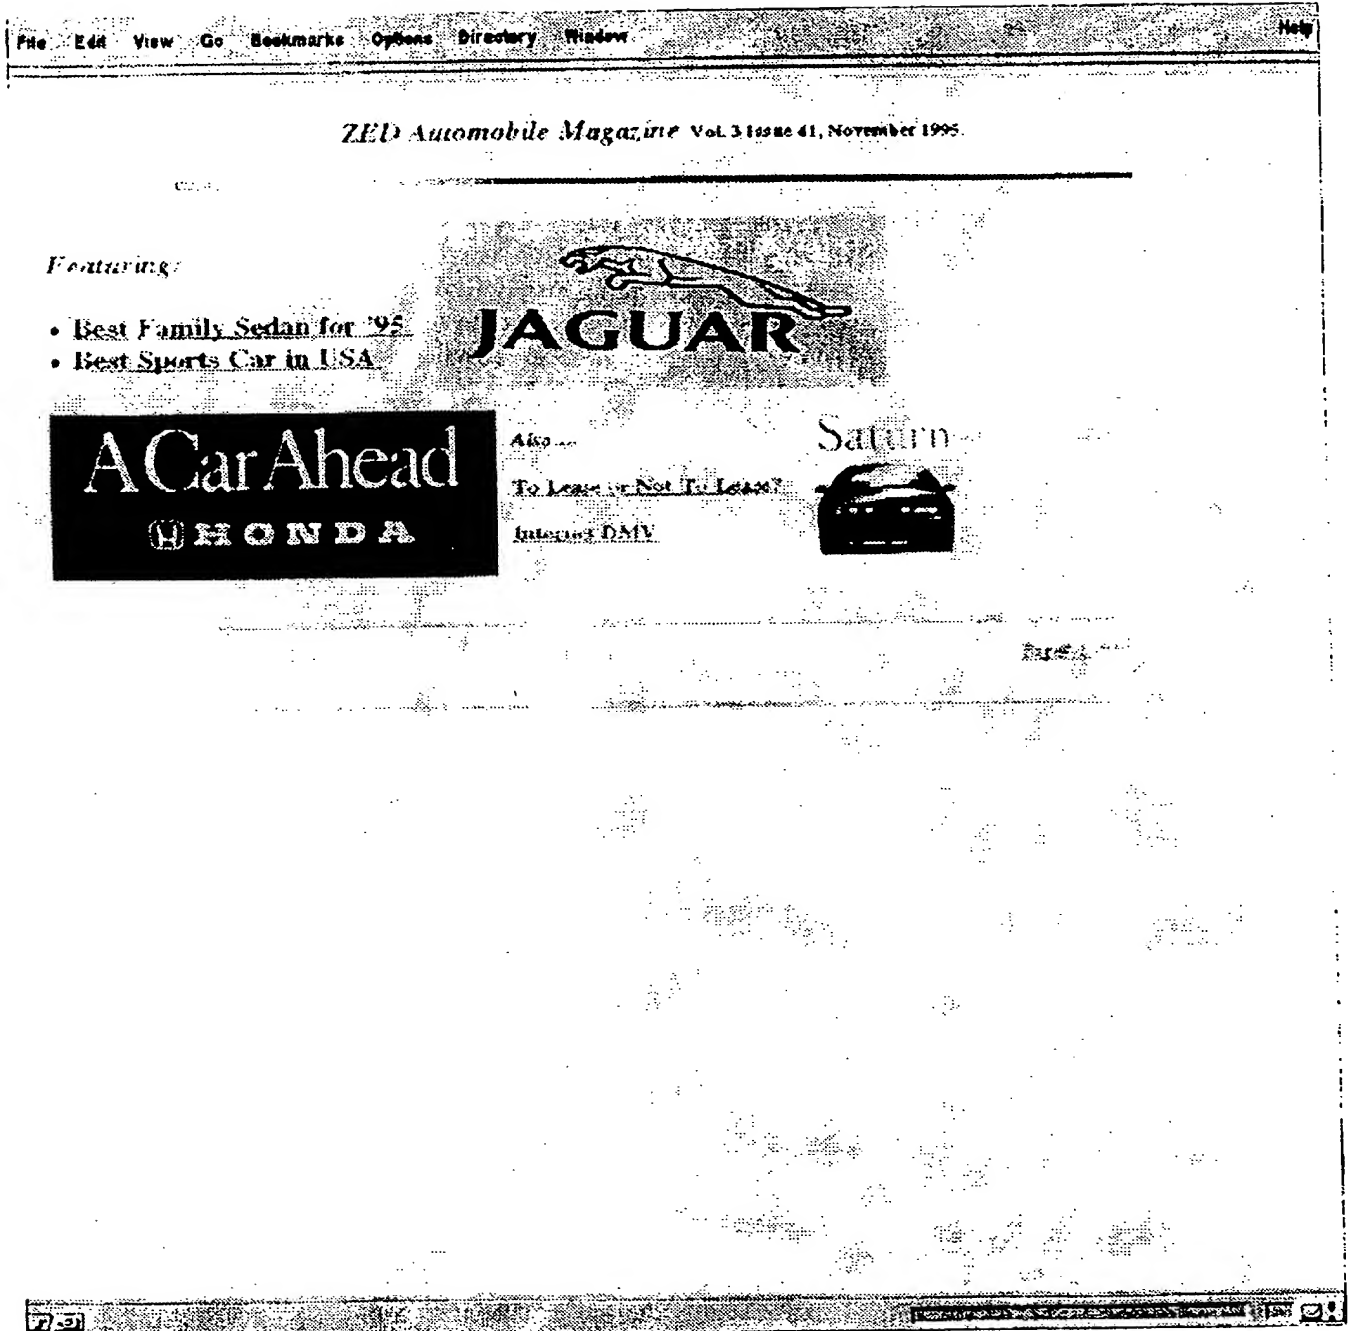 File Edit View Go Bookmarks Options Directory Window Help
ZED Automobile Magazine Vol. 3 Issue 41, November 1995.
Featuring:
• Best Family Sedan for '95
• Best Sports Car in USA
JAGUAR
A Car Ahead
HONDA
Also...
To Lease or Not To Lease?
Internet DMV
Saturn